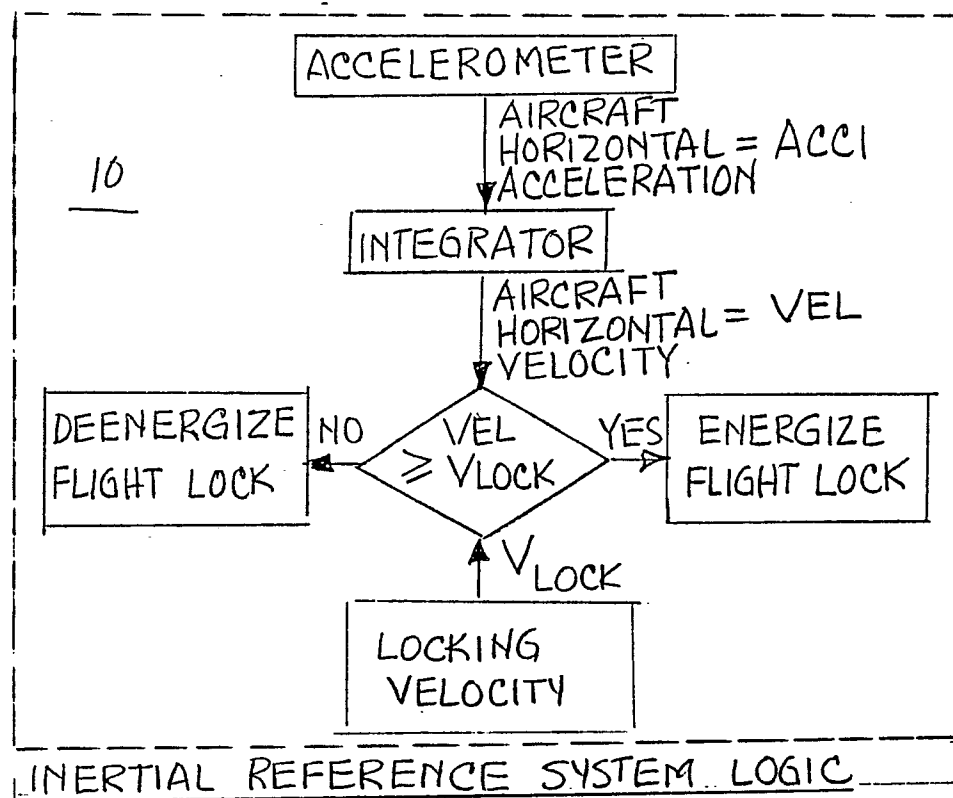 ACCELEROMETER
AIRCRAFT
HORIZONTAL = ACC1
ACCELERATION
10
INTEGRATOR
AIRCRAFT
HORIZONTAL = VEL
VELOCITY
DEENERGIZE
FLIGHT LOCK
NO
VEL
≥ VLOCK
YES
ENERGIZE
FLIGHT LOCK
VLOCK
LOCKING
VELOCITY
INERTIAL REFERENCE SYSTEM LOGIC